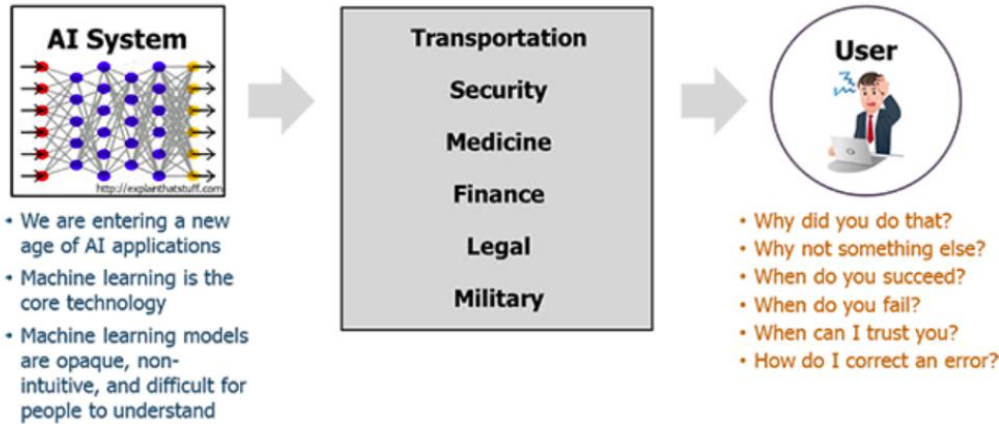 AI System
http://explainthatstuff.com
• We are entering a new
age of AI applications
• Machine learning is the
core technology
• Machine learning models
are opaque, non-
intuitive, and difficult for
people to understand
Transportation
Security
Medicine
Finance
Legal
Military
User
• Why did you do that?
• Why not something else?
• When do you succeed?
• When do you fail?
• When can I trust you?
• How do I correct an error?